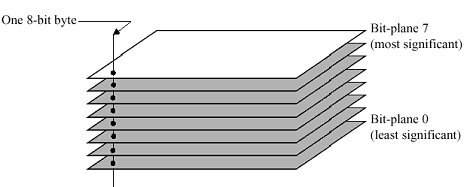 One 8-bit byte
Bit-plane 7
(most significant)
Bit-plane 0
(least significant)